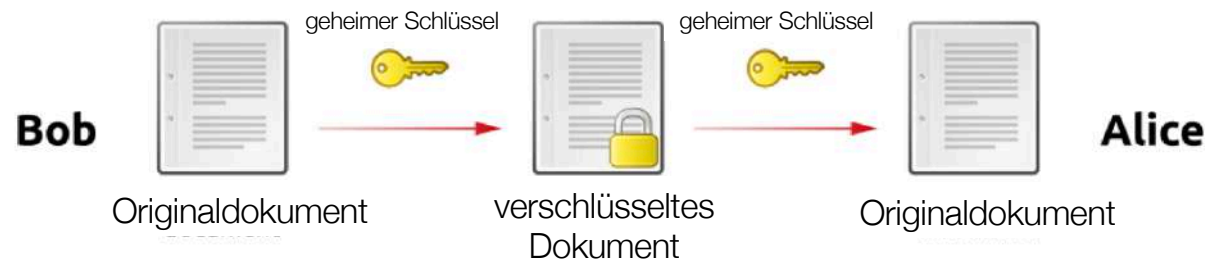 geheimer Schlüssel
geheimer Schlüssel
Bob
Alice
Originaldokument
verschlüsseltes
Dokument
Originaldokument